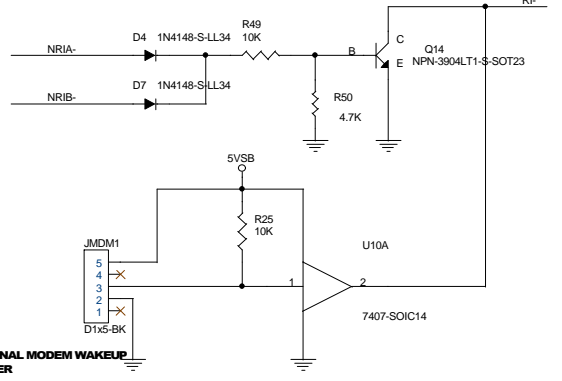 RI-
R49
D4 1N4148-S-LL34 10K
NRIA-
B
C
Q14
E
NPN-3904LT1-S-SOT23
D7 1N4148-S-LL34
NRIB-
R50
4.7K
5VSB
R25
10K
JMDM1
U10A
5
4
3
2
1
1
2
D1x5-BK
7407-SOIC14
NAL MODEM WAKEUP
ER